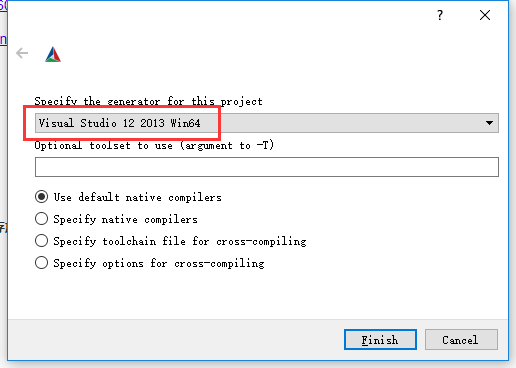 ?
Specify the generator for this project
Visual Studio 12 2013 Win64
Optional toolset to use (argument to -T)
Use default native compilers
Specify native compilers
Specify toolchain file for cross-compiling
Specify options for cross-compiling
Finish
Cancel